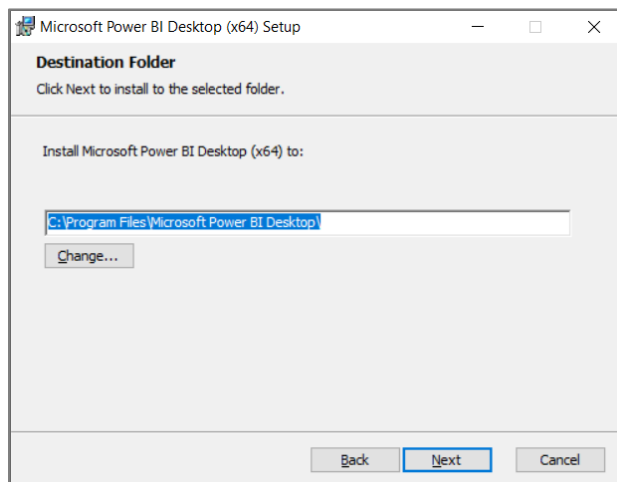 Microsoft Power BI Desktop (x64) Setup
Destination Folder
Click Next to install to the selected folder.
Install Microsoft Power BI Desktop (x64) to:
C:\Program Files\Microsoft Power BI Desktop\
Change...
Back Next Cancel